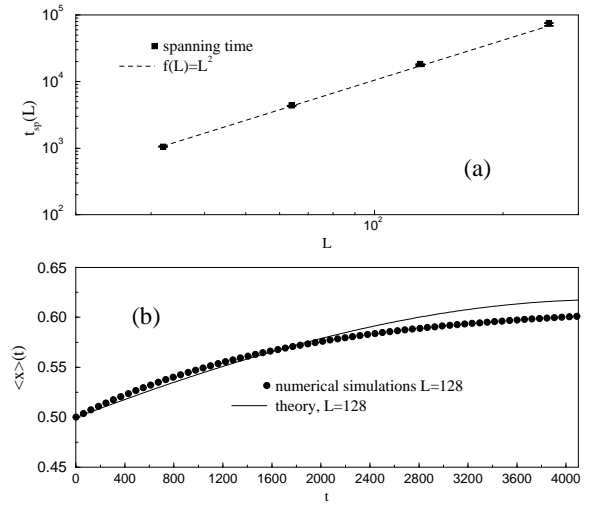 10^5
spanning time
f(L)=L^2
10^4
t_sp(L)
10^3
(a)
10^2
10^2
L
0.65
(b)
0.60
<x>(t)
0.55
numerical simulations L=128
theory, L=128
0.50
0.45
0 400 800 1200 1600 2000 2400 2800 3200 3600 4000
t